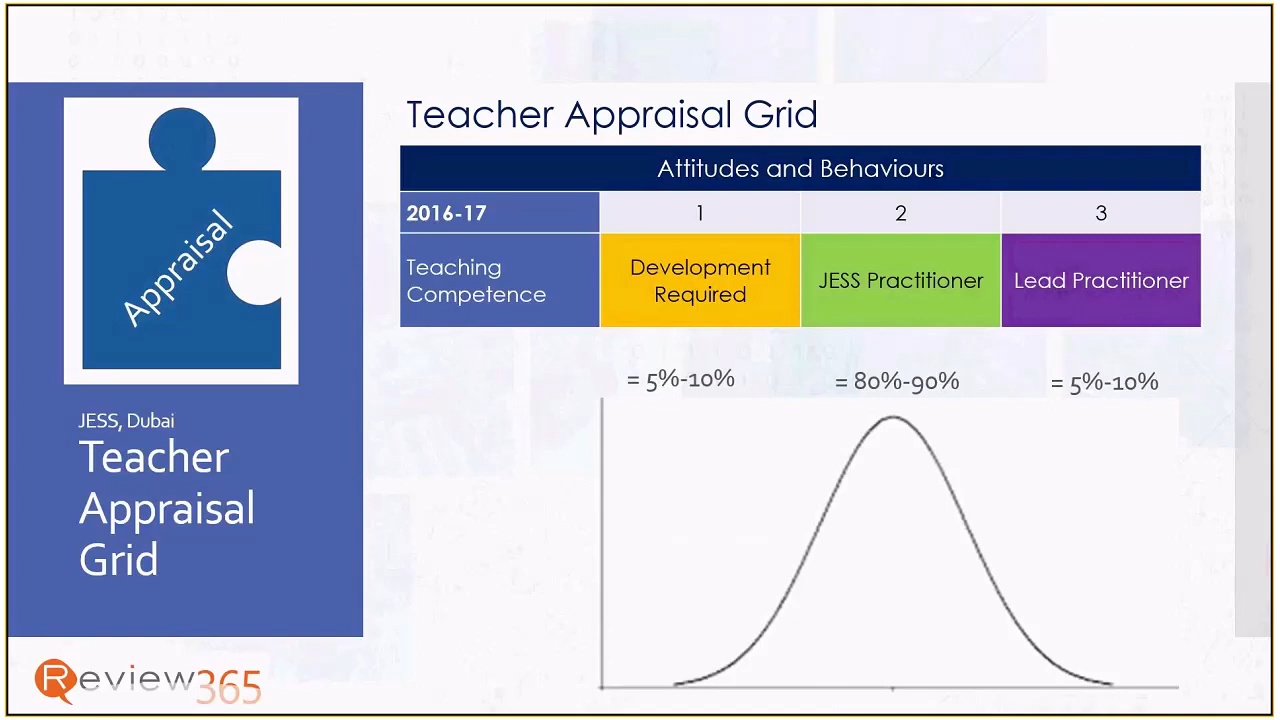 Appraisal
JESS, Dubai
Teacher
Appraisal
Grid
Review365
Teacher Appraisal Grid
Attitudes and Behaviours
2016-17 1 2 3
Teaching
Competence
Development
Required
JESS Practitioner
Lead Practitioner
= 5%-10% = 80%-90% = 5%-10%